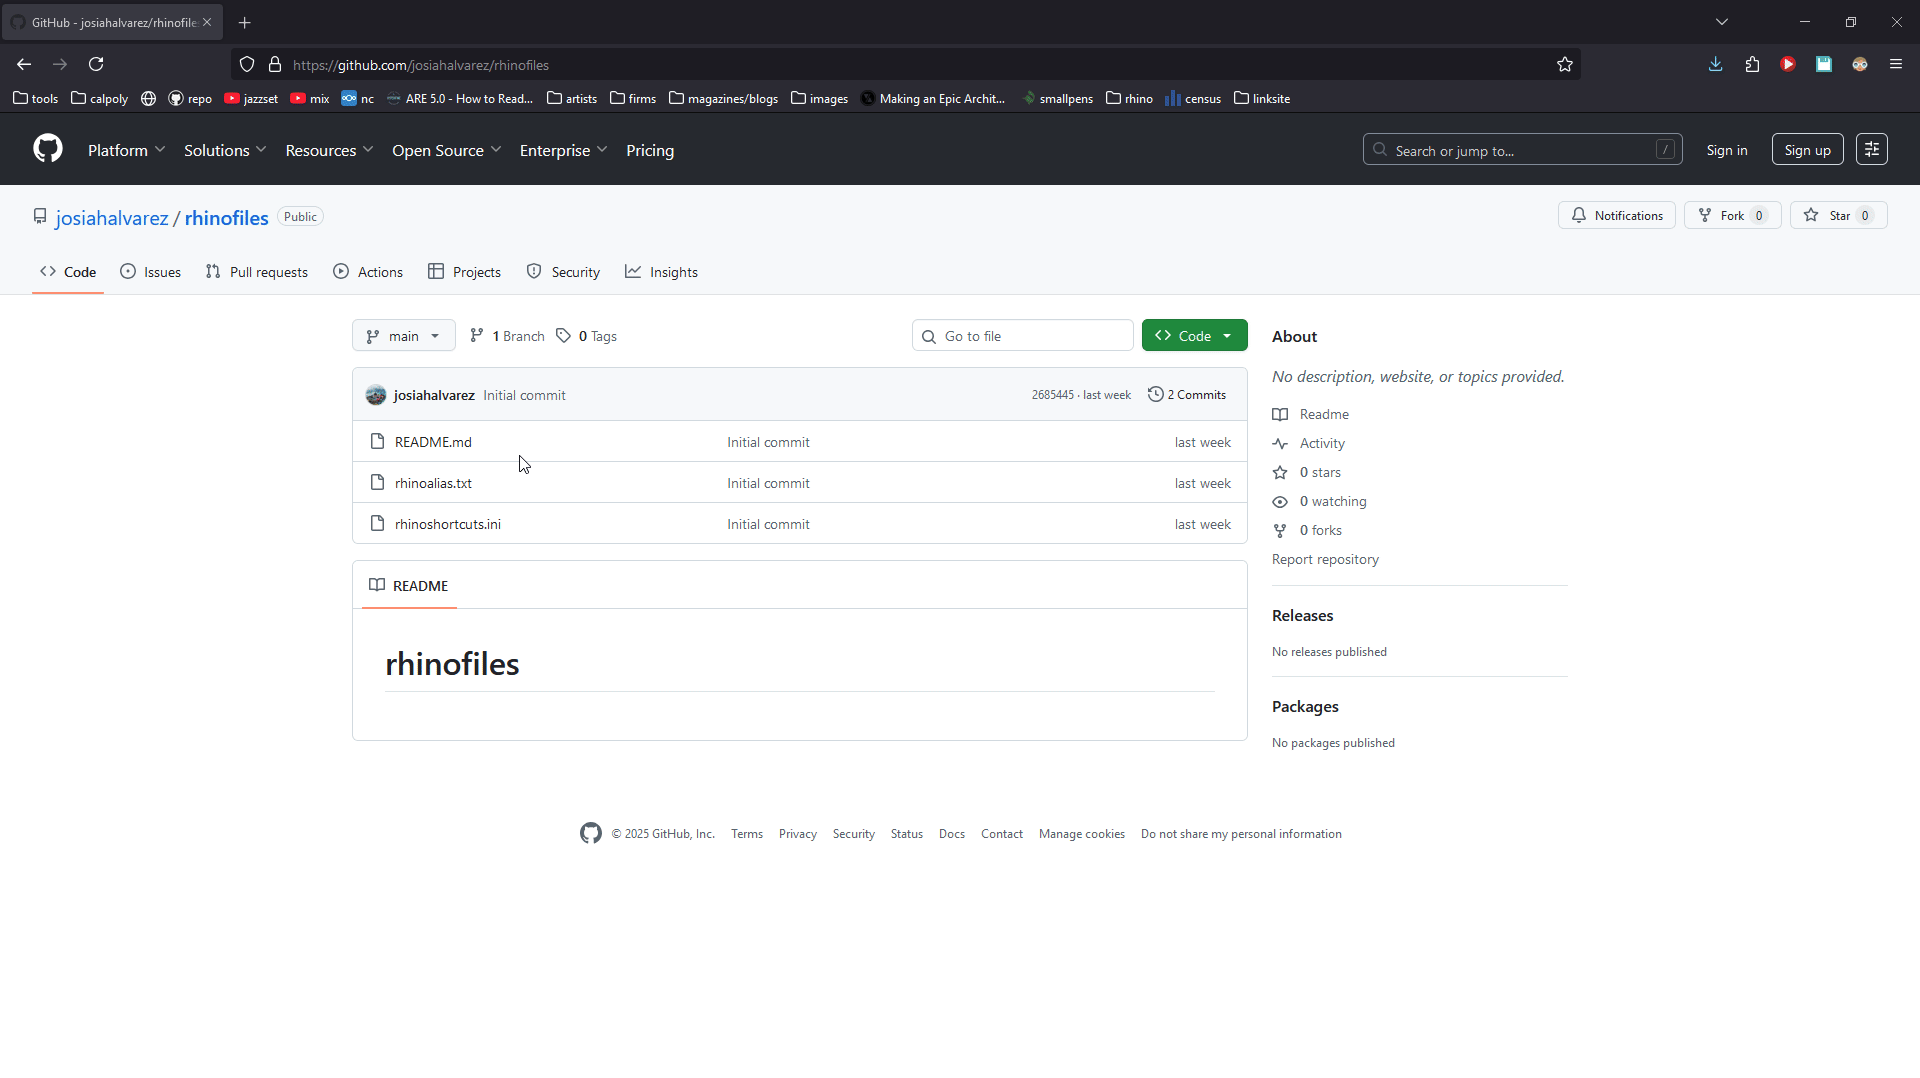 GitHub - josiahalvarez/rhinofile
https://github.com/josiahalvarez/rhinofiles
tools calpoly repo jazzset mix nc ARE 5.0 - How to Read... artists firms magazines/blogs images Making an Epic Archit... smallpens rhino census linksite
Platform Solutions Resources Open Source Enterprise Pricing Search or jump to... / Sign in Sign up
josiahalvarez / rhinofiles Public Notifications Fork 0 Star 0
Code Issues Pull requests Actions Projects Security Insights
main 1 Branch 0 Tags Go to file Code
josiahalvarez Initial commit 2685445 · last week 2 Commits
README.md Initial commit last week
rhinoalias.txt Initial commit last week
rhinoshortcuts.ini Initial commit last week
README
rhinofiles
About
No description, website, or topics provided.
Readme
Activity
0 stars
0 watching
0 forks
Report repository
Releases
No releases published
Packages
No packages published
© 2025 GitHub, Inc. Terms Privacy Security Status Docs Contact Manage cookies Do not share my personal information